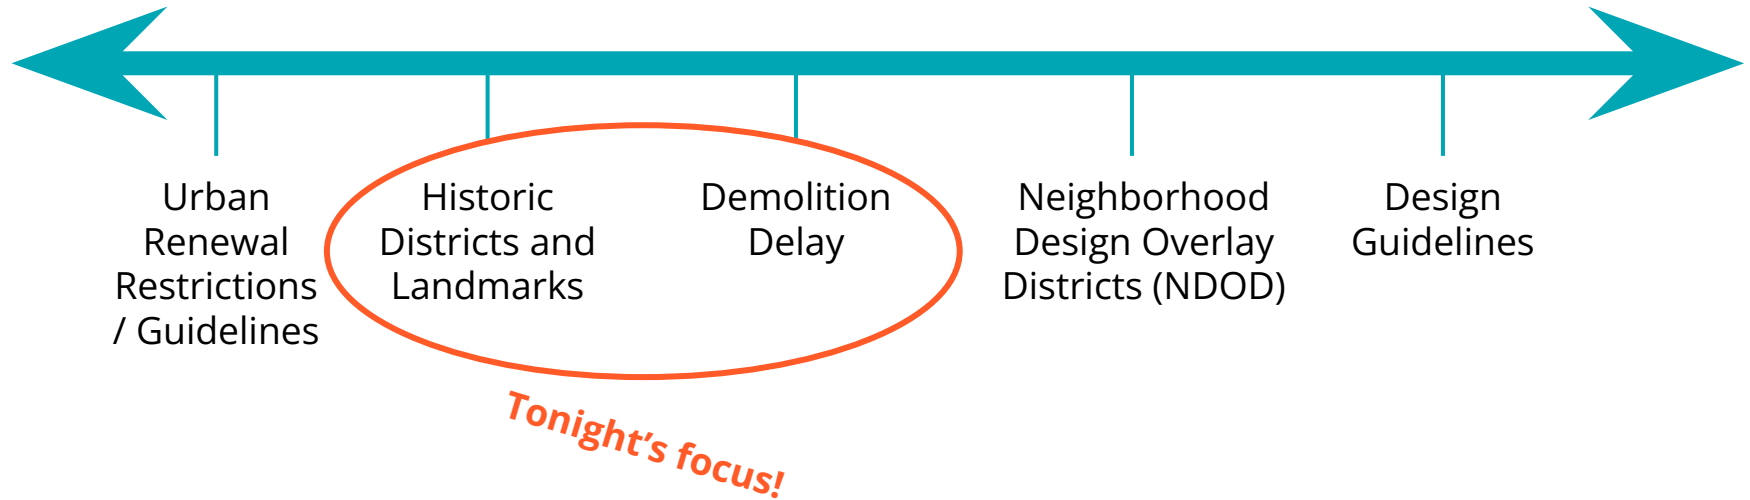 Urban
Renewal
Restrictions
/ Guidelines
Historic
Districts and
Landmarks
Demolition
Delay
Neighborhood
Design Overlay
Districts (NDOD)
Design
Guidelines
Tonight’s focus!